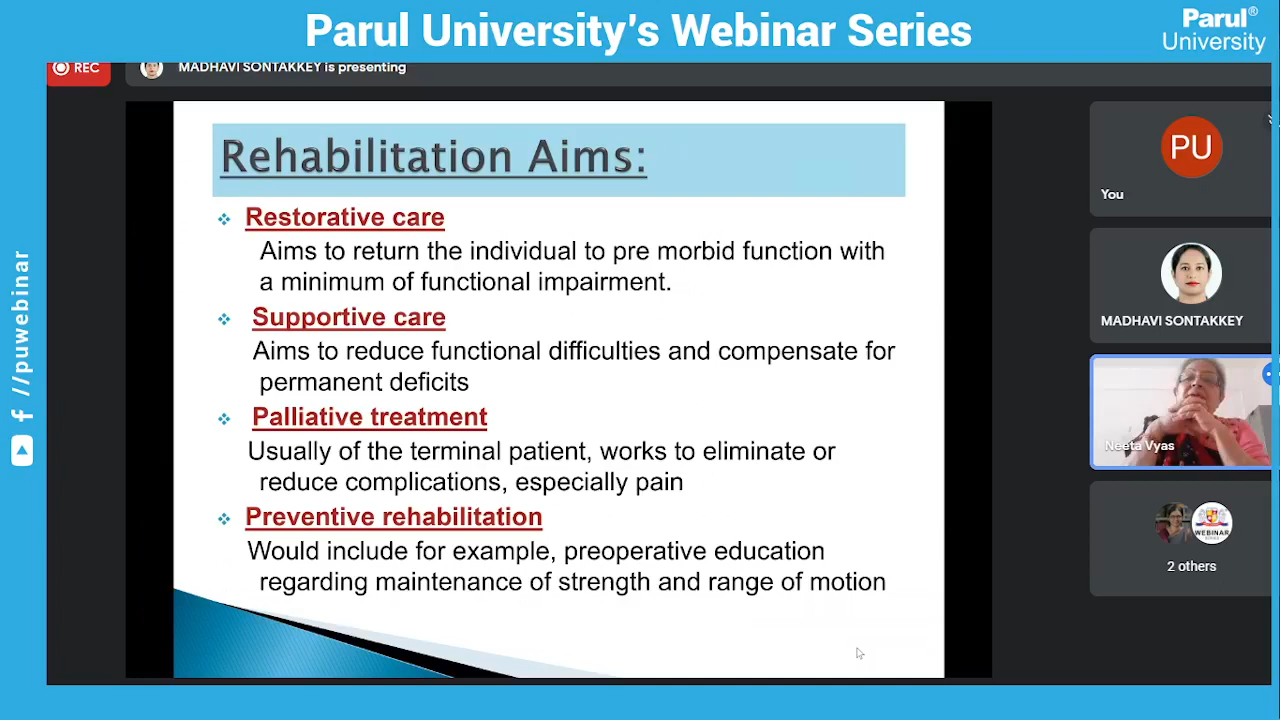 Parul University's Webinar Series
Parul®
University
REC
MADHAVI SONTAKKEY is presenting
Rehabilitation Aims:
Restorative care
Aims to return the individual to pre morbid function with
a minimum of functional impairment.
Supportive care
Aims to reduce functional difficulties and compensate for
permanent deficits
Palliative treatment
Usually of the terminal patient, works to eliminate or
reduce complications, especially pain
Preventive rehabilitation
Would include for example, preoperative education
regarding maintenance of strength and range of motion
PU
You
MADHAVI SONTAKKEY
Neeta Vyas
WEBINAR
2 others
f //puwebinar